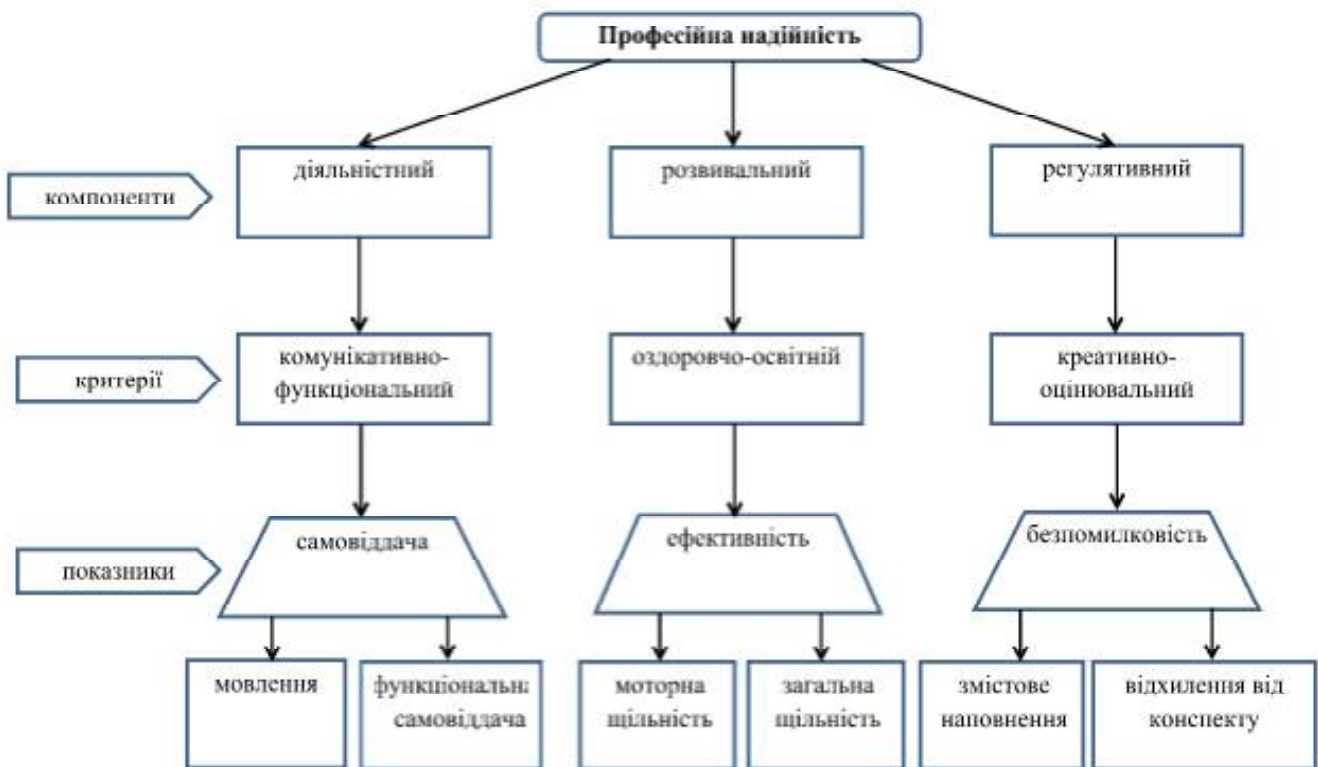 Професійна надійність
компоненти
діяльністний
розвивальний
регулятивний
критерії
комунікативно-
функціональний
оздоровчо-освітній
креативно-
оцінювальний
показники
самовіддача
ефективність
безпомилковість
мовлення
функціональна
самовіддача
моторна
щільність
загальна
щільність
змістове
наповнення
відхилення від
конспекту